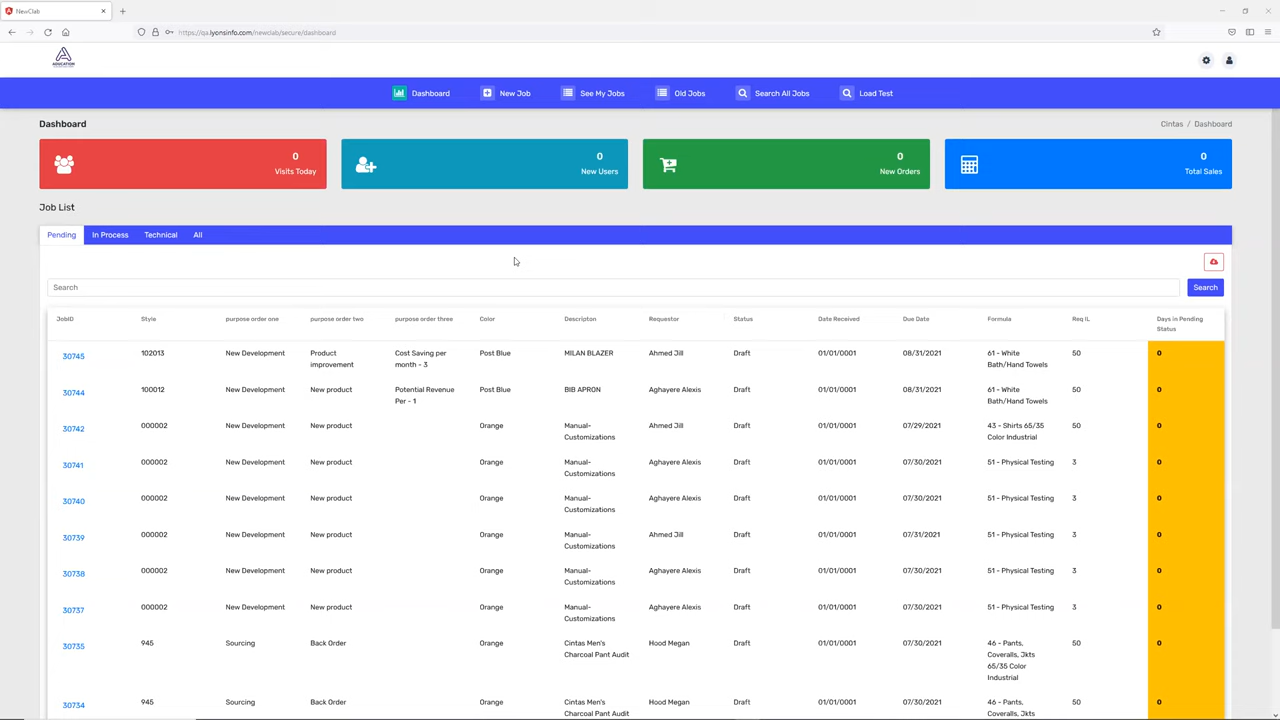 NewClab
https://qa.lyonsinfo.com/newclab/secure/dashboard
ADUCATION
Dashboard New Job See My Jobs Old Jobs Search All Jobs Load Test
Dashboard Cintas / Dashboard
0 0 0 0
Visits Today New Users New Orders Total Sales
Job List
Pending In Process Technical All
Search Search
JobID Style purpose order one purpose order two purpose order three Color Descripton Requestor Status Date Received Due Date Formula Req IL Days in Pending
Status
30745 102013 New Development Product Cost Saving per Post Blue MILAN BLAZER Ahmed Jill Draft 01/01/0001 08/31/2021 61 - White 50 0
improvement month - 3 Bath/Hand Towels
30744 100012 New Development New product Potential Revenue Post Blue BIB APRON Aghayere Alexis Draft 01/01/0001 08/31/2021 61 - White 50 0
Per - 1 Bath/Hand Towels
30742 000002 New Development New product Orange Manual- Ahmed Jill Draft 01/01/0001 07/29/2021 43 - Shirts 65/35 50 0
Customizations Color Industrial
30741 000002 New Development New product Orange Manual- Aghayere Alexis Draft 01/01/0001 07/30/2021 51 - Physical Testing 3 0
Customizations
30740 000002 New Development New product Orange Manual- Aghayere Alexis Draft 01/01/0001 07/30/2021 51 - Physical Testing 3 0
Customizations
30739 000002 New Development New product Orange Manual- Ahmed Jill Draft 01/01/0001 07/31/2021 51 - Physical Testing 3 0
Customizations
30738 000002 New Development New product Orange Manual- Aghayere Alexis Draft 01/01/0001 07/30/2021 51 - Physical Testing 3 0
Customizations
30737 000002 New Development New product Orange Manual- Aghayere Alexis Draft 01/01/0001 07/30/2021 51 - Physical Testing 3 0
Customizations
30735 945 Sourcing Back Order Orange Cintas Men's Hood Megan Draft 01/01/0001 07/30/2021 46 - Pants, 50 0
Charcoal Pant Audit Coveralls, Jkts
65/35 Color
Industrial
30734 945 Sourcing Back Order Orange Cintas Men's Hood Megan Draft 01/01/0001 07/30/2021 46 - Pants, 50 0
Charcoal Pant Audit Coveralls, Jkts